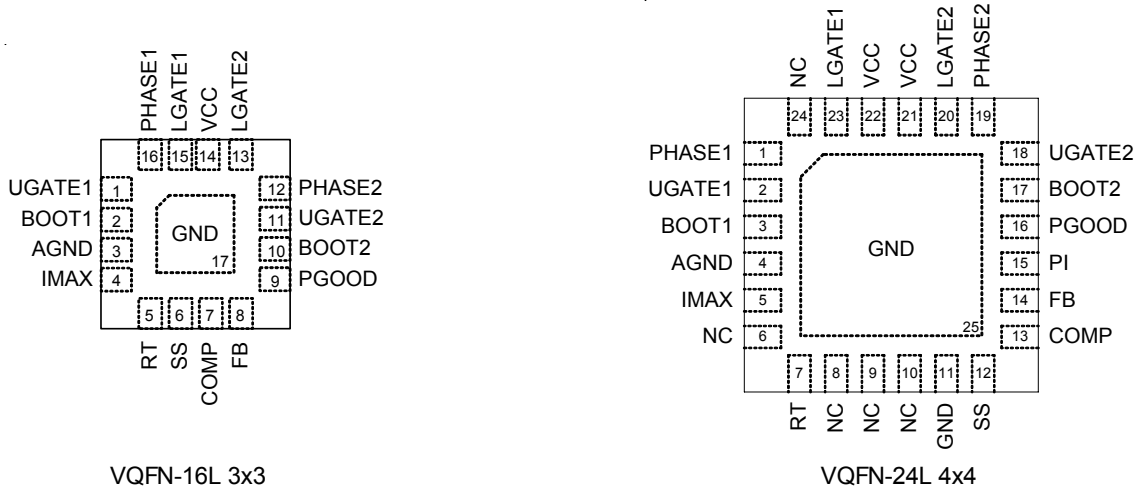 PHASE1
LGATE1
VCC
LGATE2
16
15
14
13
UGATE1
1
BOOT1
2
AGND
3
IMAX
4
GND
17
12
PHASE2
11
UGATE2
10
BOOT2
9
PGOOD
5
6
7
8
RT
SS
COMP
FB
VQFN-16L 3x3
NC
LGATE1
VCC
VCC
LGATE2
PHASE2
24
23
22
21
20
19
PHASE1
1
UGATE1
2
BOOT1
3
AGND
4
IMAX
5
NC
6
GND
25
18
UGATE2
17
BOOT2
16
PGOOD
15
PI
14
FB
13
COMP
7
8
9
10
11
12
RT
NC
NC
NC
GND
SS
VQFN-24L 4x4